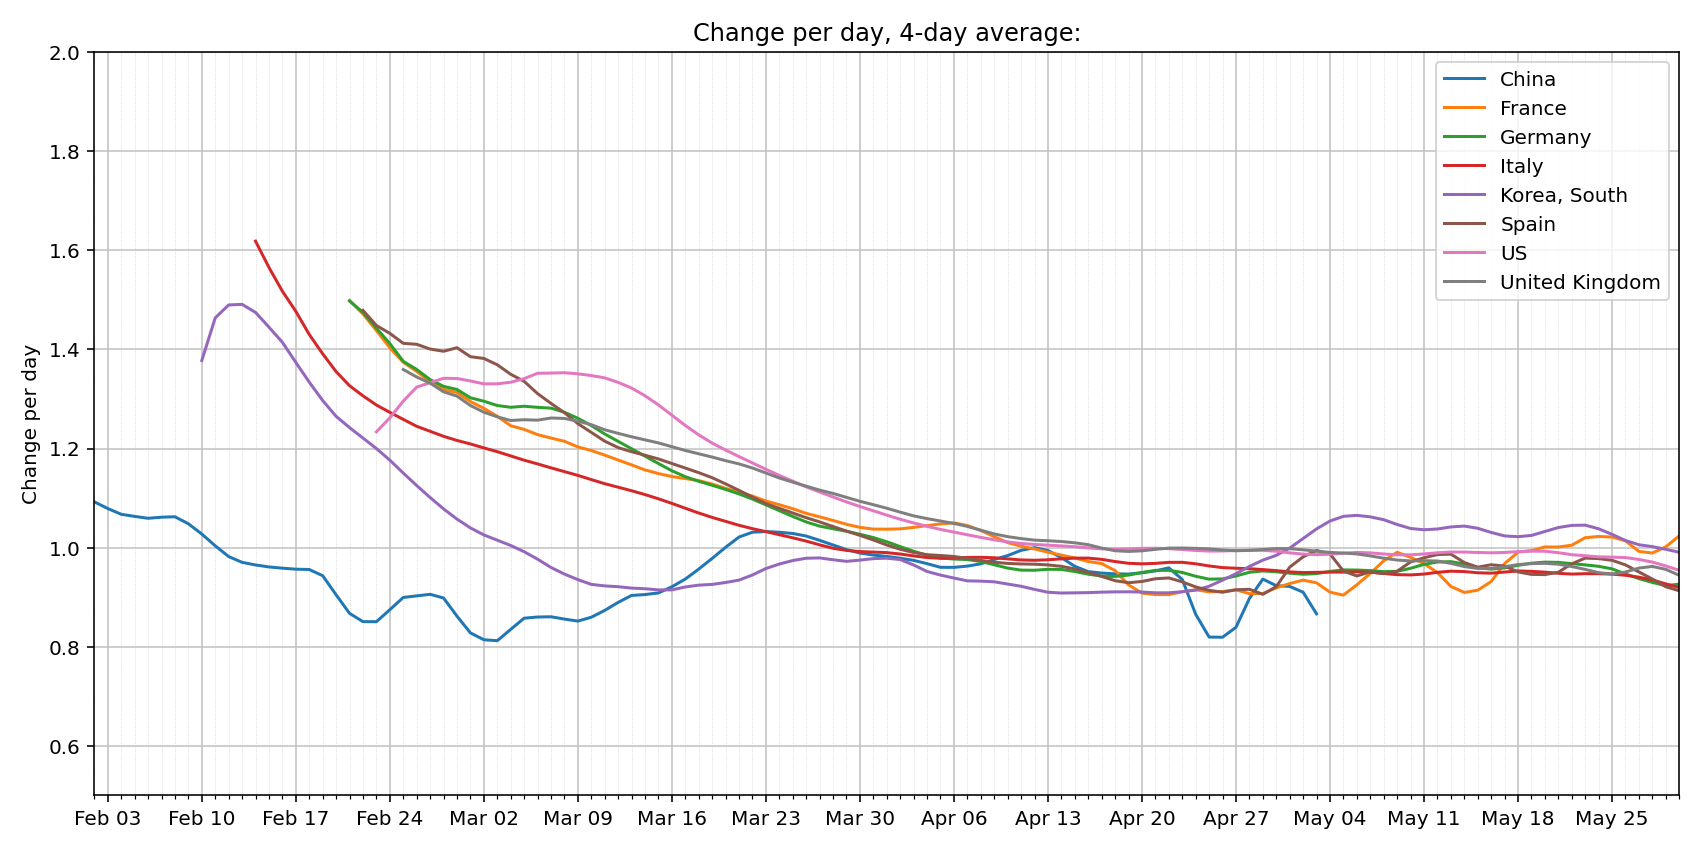 Change per day, 4-day average:
Change per day
2.0
1.8
1.6
1.4
1.2
1.0
0.8
0.6
China
France
Germany
Italy
Korea, South
Spain
US
United Kingdom
Feb 03 Feb 10 Feb 17 Feb 24 Mar 02 Mar 09 Mar 16 Mar 23 Mar 30 Apr 06 Apr 13 Apr 20 Apr 27 May 04 May 11 May 18 May 25